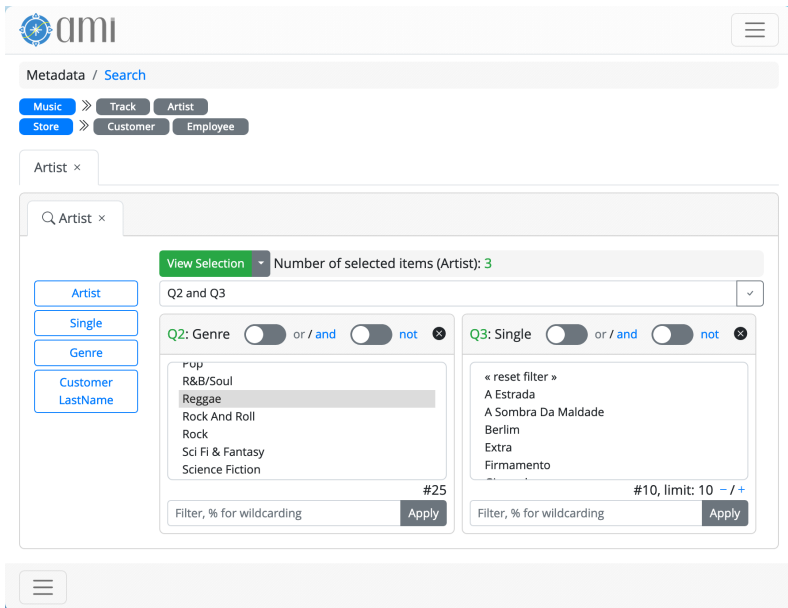 ami
Metadata / Search
Music » Track Artist
Store » Customer Employee
Artist ×
Artist ×
View Selection Number of selected items (Artist): 3
Artist
Single
Genre
Customer
LastName
Q2 and Q3
Q2: Genre or / and not
Pop
R&B/Soul
Reggae
Rock And Roll
Rock
Sci Fi & Fantasy
Science Fiction
#25
Filter, % for wildcarding Apply
Q3: Single or / and not
« reset filter »
A Estrada
A Sombra Da Maldade
Berlim
Extra
Firmamento
#10, limit: 10 − / +
Filter, % for wildcarding Apply